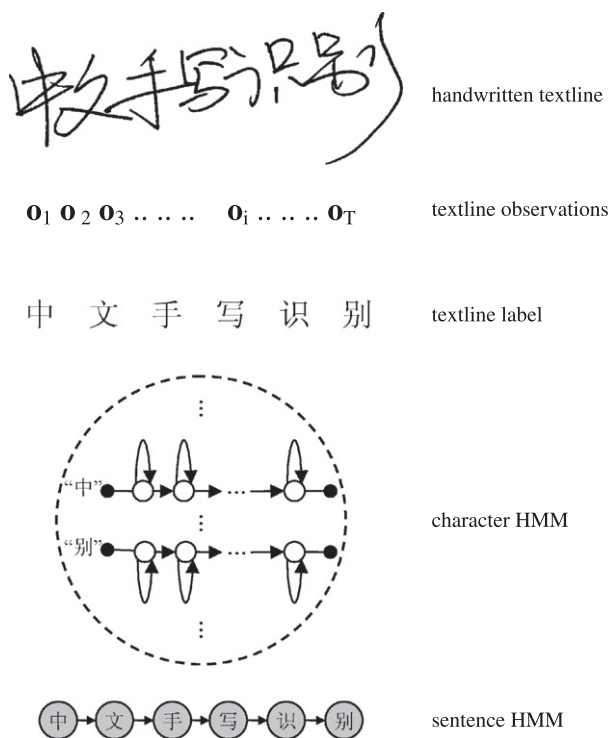 中文手写识别 handwritten textline
o1 o2 o3 .. .. .. oi .. .. .. oT textline observations
中 文 手 写 识 别 textline label
...
“中” ...
... character HMM
“别” ...
...
中 文 手 写 识 别 sentence HMM